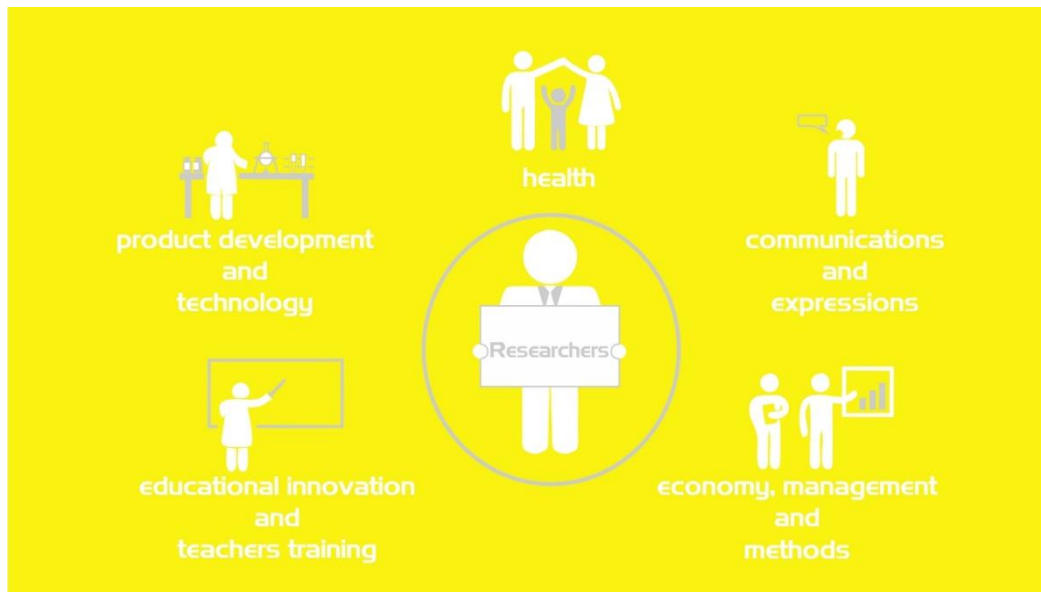 health
product development
and
technology
communications
and
expressions
Researchers
educational innovation
and
teachers training
economy, management
and
methods